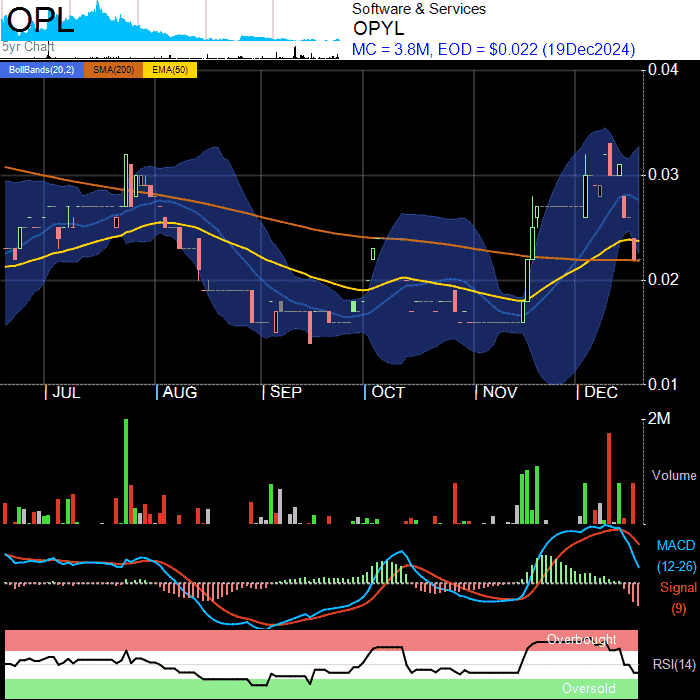 OPL
5yr Chart
Software & Services
OPYL
MC = 3.8M, EOD = $0.022 (19Dec2024)
BollBands(20,2) SMA(200) EMA(50)
0.04
0.03
0.02
0.01
JUL AUG SEP OCT NOV DEC
2M
Volume
MACD
(12-26)
Signal
(9)
Overbought
RSI(14)
Oversold